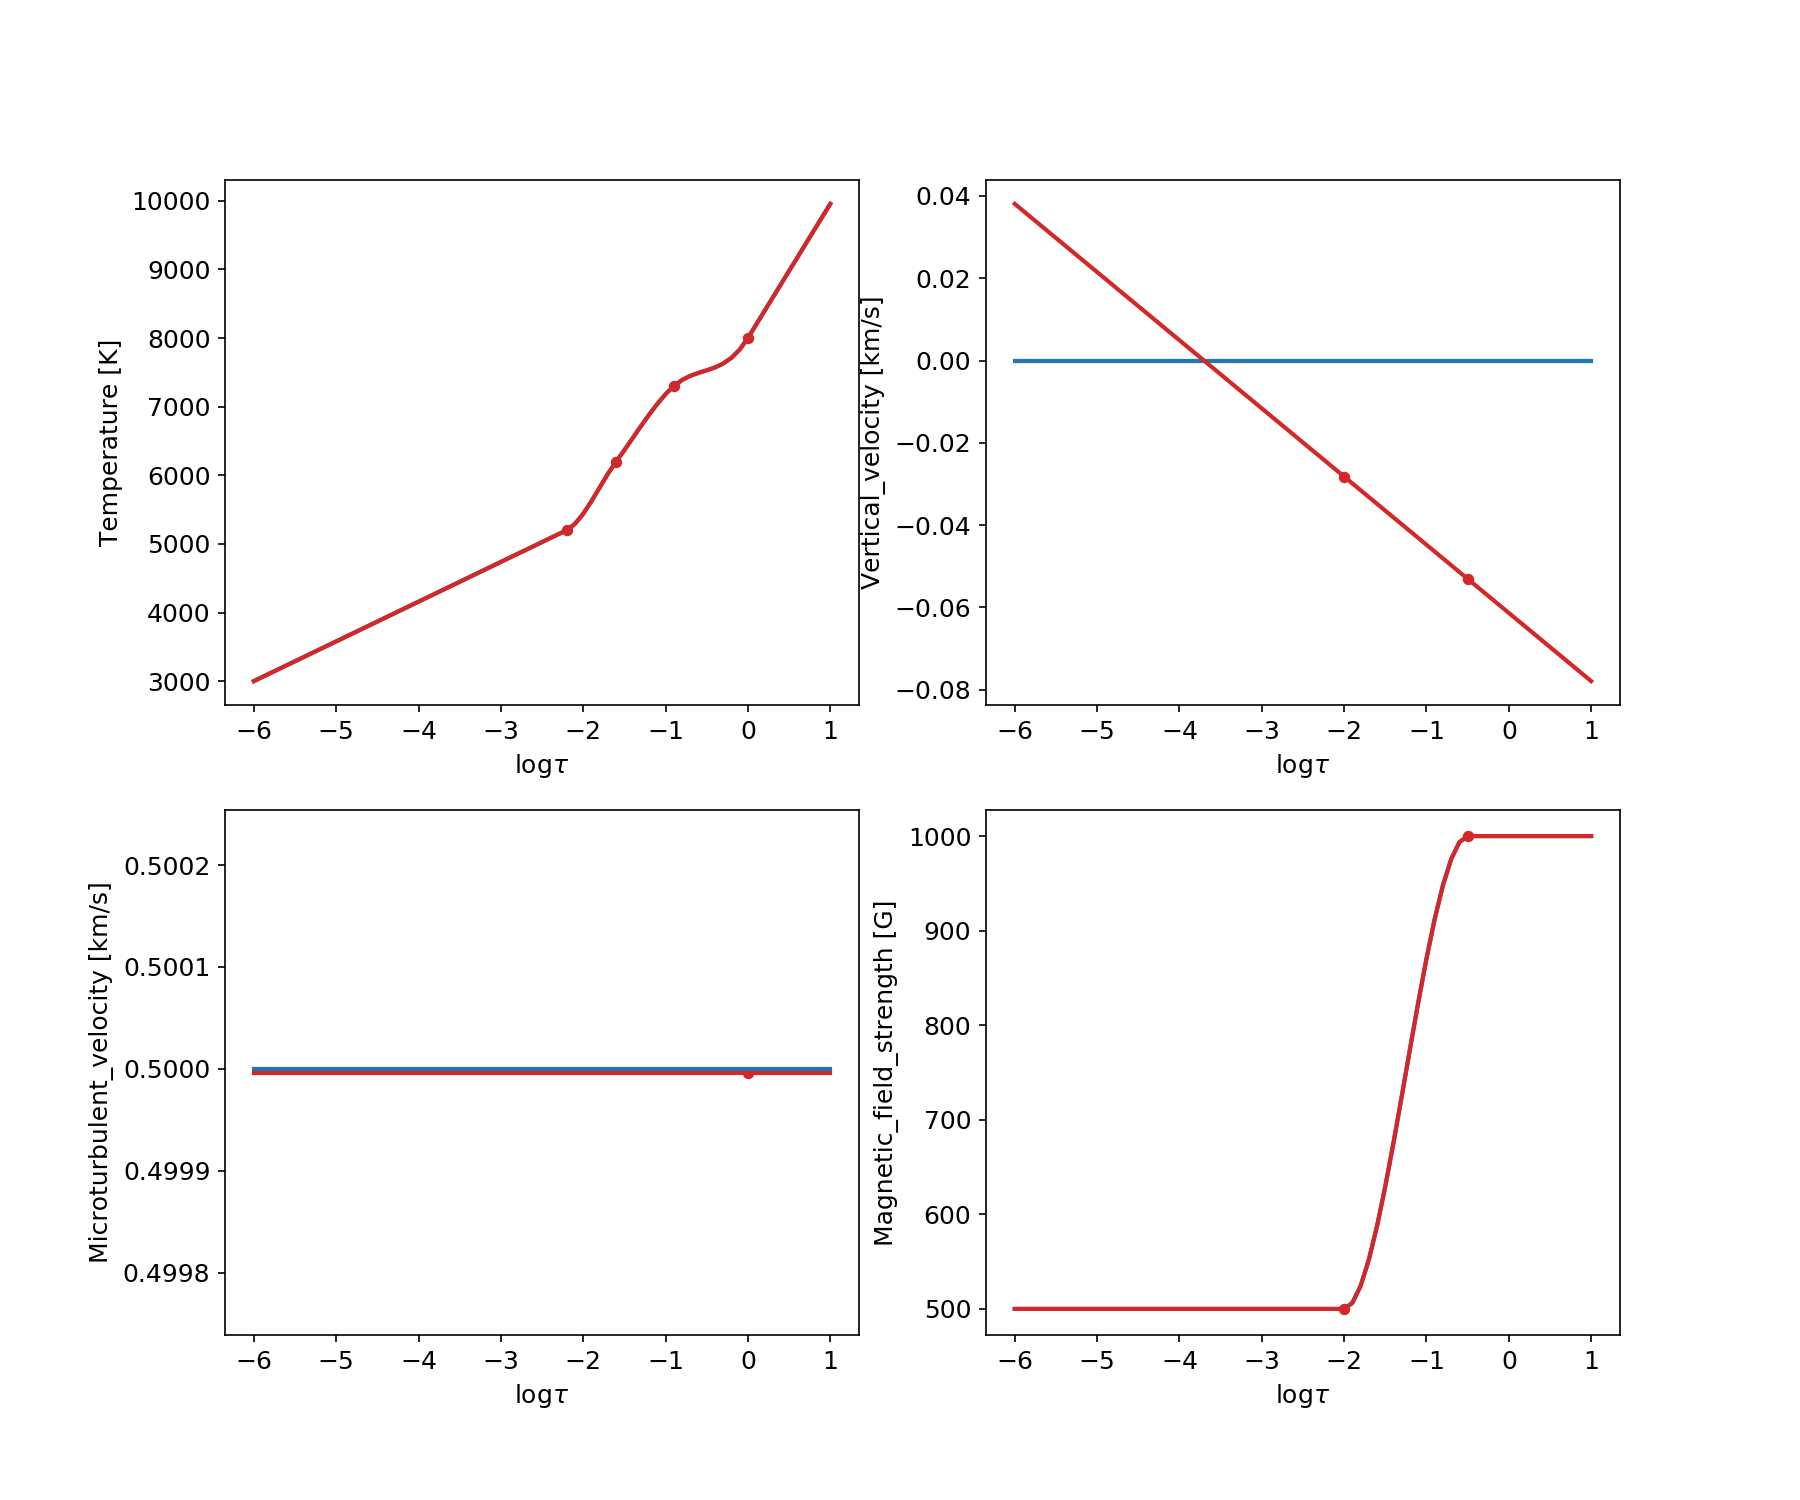 Temperature [K]
10000
9000
8000
7000
6000
5000
4000
3000
−6 −5 −4 −3 −2 −1 0 1
logτ
Vertical_velocity [km/s]
0.04
0.02
0.00
−0.02
−0.04
−0.06
−0.08
−6 −5 −4 −3 −2 −1 0 1
logτ
Microturbulent_velocity [km/s]
0.5002
0.5001
0.5000
0.4999
0.4998
−6 −5 −4 −3 −2 −1 0 1
logτ
Magnetic_field_strength [G]
1000
900
800
700
600
500
−6 −5 −4 −3 −2 −1 0 1
logτ